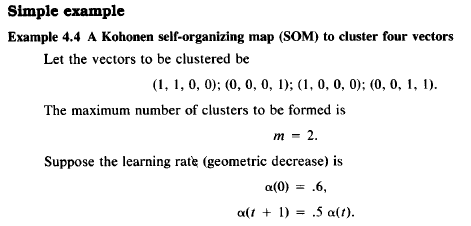 Simple example
Example 4.4 A Kohonen self-organizing map (SOM) to cluster four vectors
Let the vectors to be clustered be
(1, 1, 0, 0); (0, 0, 0, 1); (1, 0, 0, 0); (0, 0, 1, 1).
The maximum number of clusters to be formed is
m = 2.
Suppose the learning rate (geometric decrease) is
α(0) = .6,
α(t + 1) = .5 α(t).